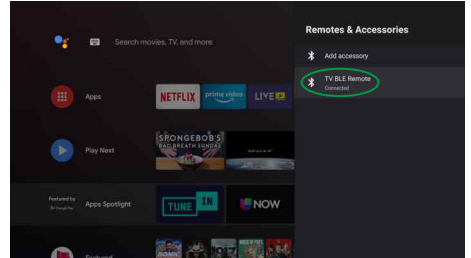 Search movies, TV, and more
Remotes & Accessories
Add accessory
TV BLE Remote
Connected
Apps
NETFLIX
prime video
LIVE
Play Next
SPONGEBOB'S
BAD BREATH SUNDAE
Featured by
Google Play
Apps Spotlight
TUNE IN
NOW
Featured